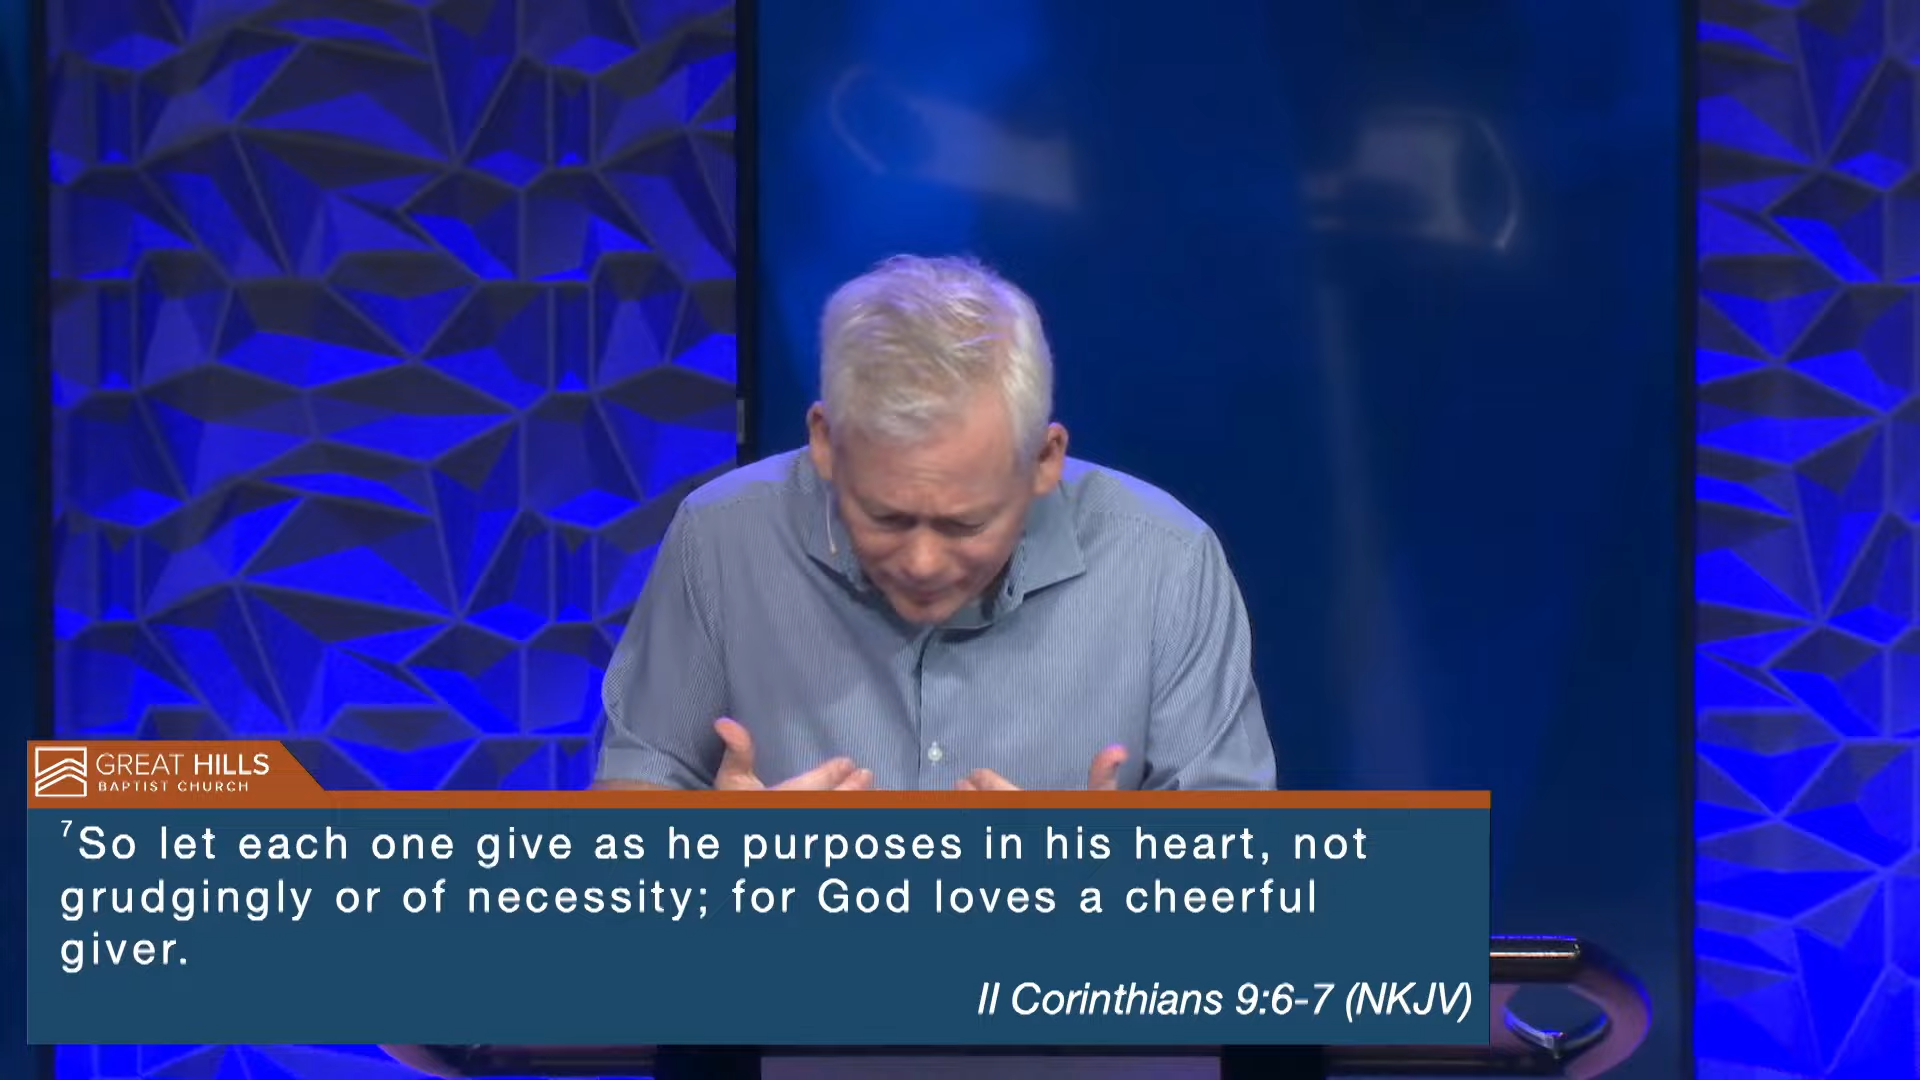 GREAT HILLS
BAPTIST CHURCH
⁷So let each one give as he purposes in his heart, not
grudgingly or of necessity; for God loves a cheerful
giver.
II Corinthians 9:6-7 (NKJV)